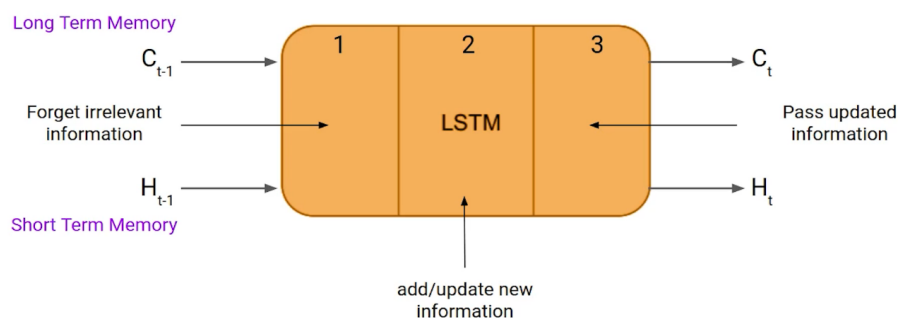 Long Term Memory
C t-1
1
2
3
C t
Forget irrelevant
information
LSTM
Pass updated
information
H t-1
H t
Short Term Memory
add/update new
information